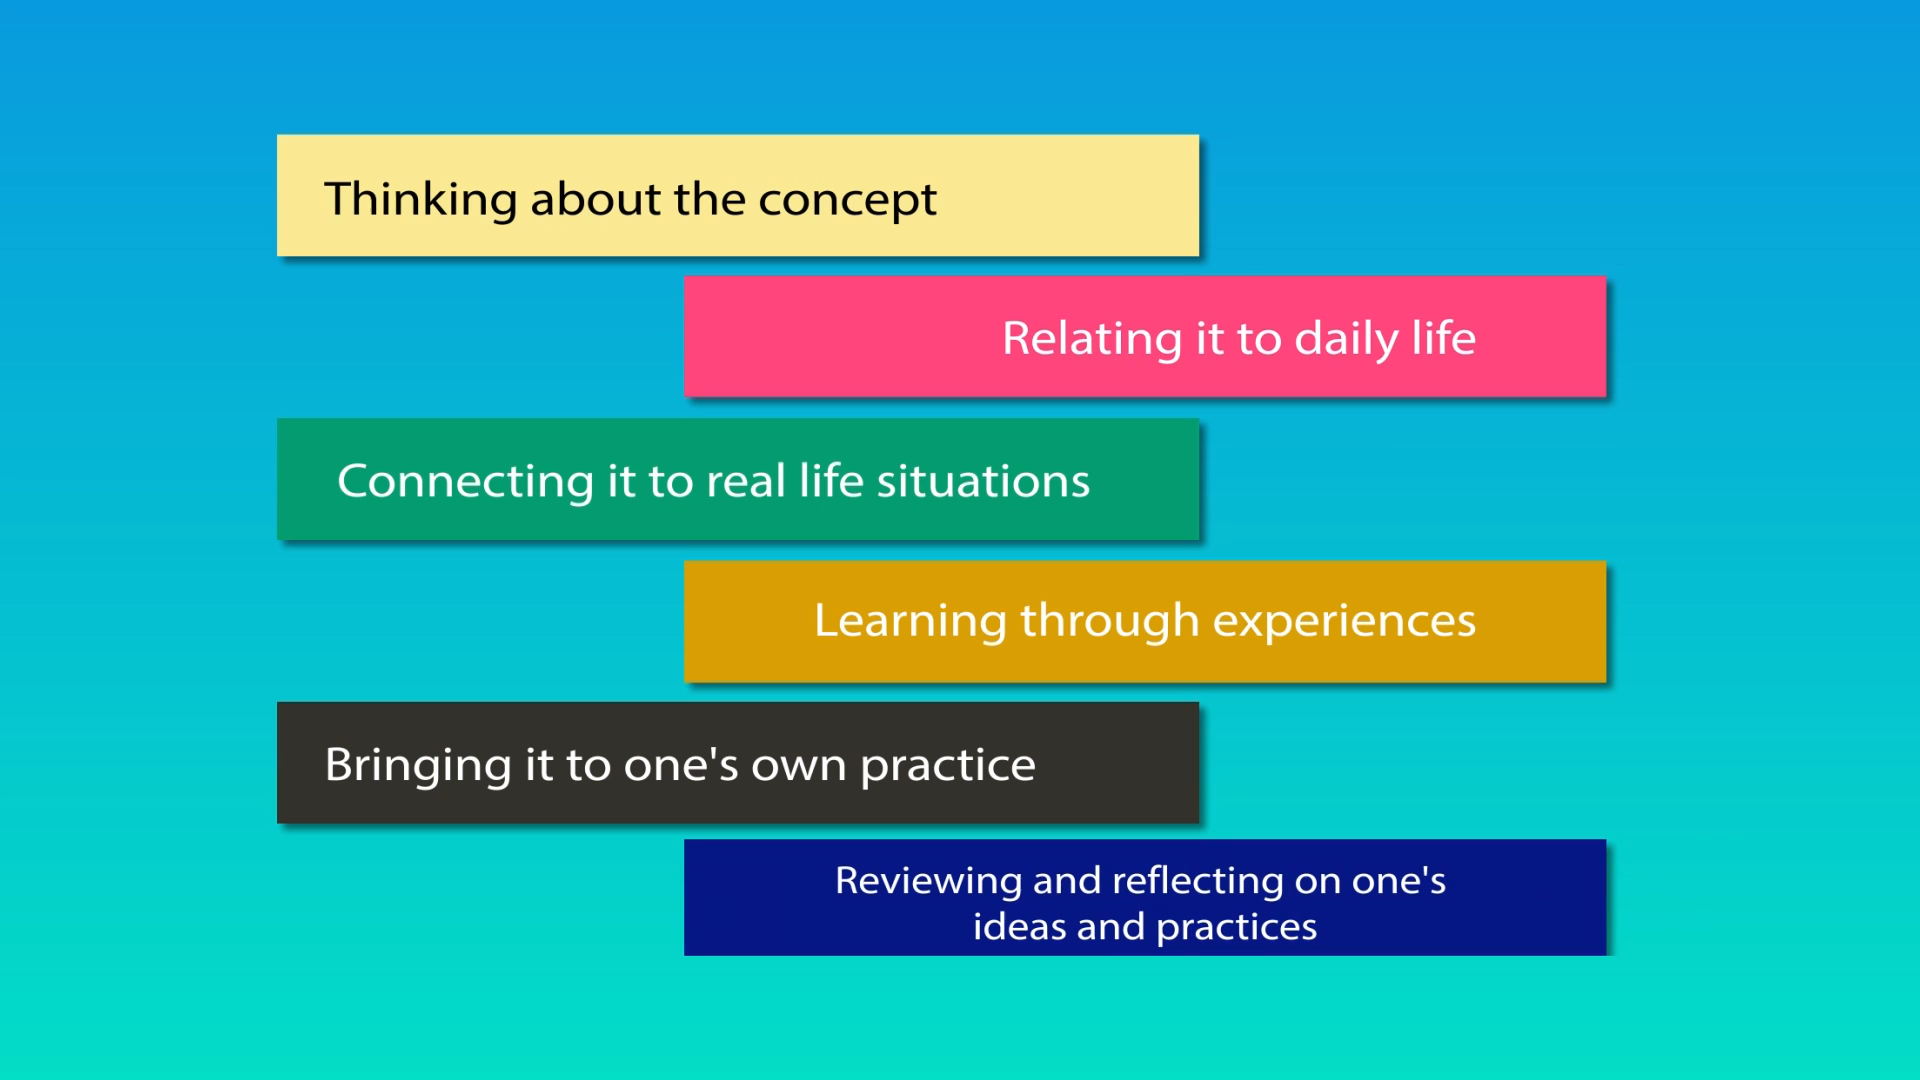 Thinking about the concept
Relating it to daily life
Connecting it to real life situations
Learning through experiences
Bringing it to one's own practice
Reviewing and reflecting on one's
ideas and practices